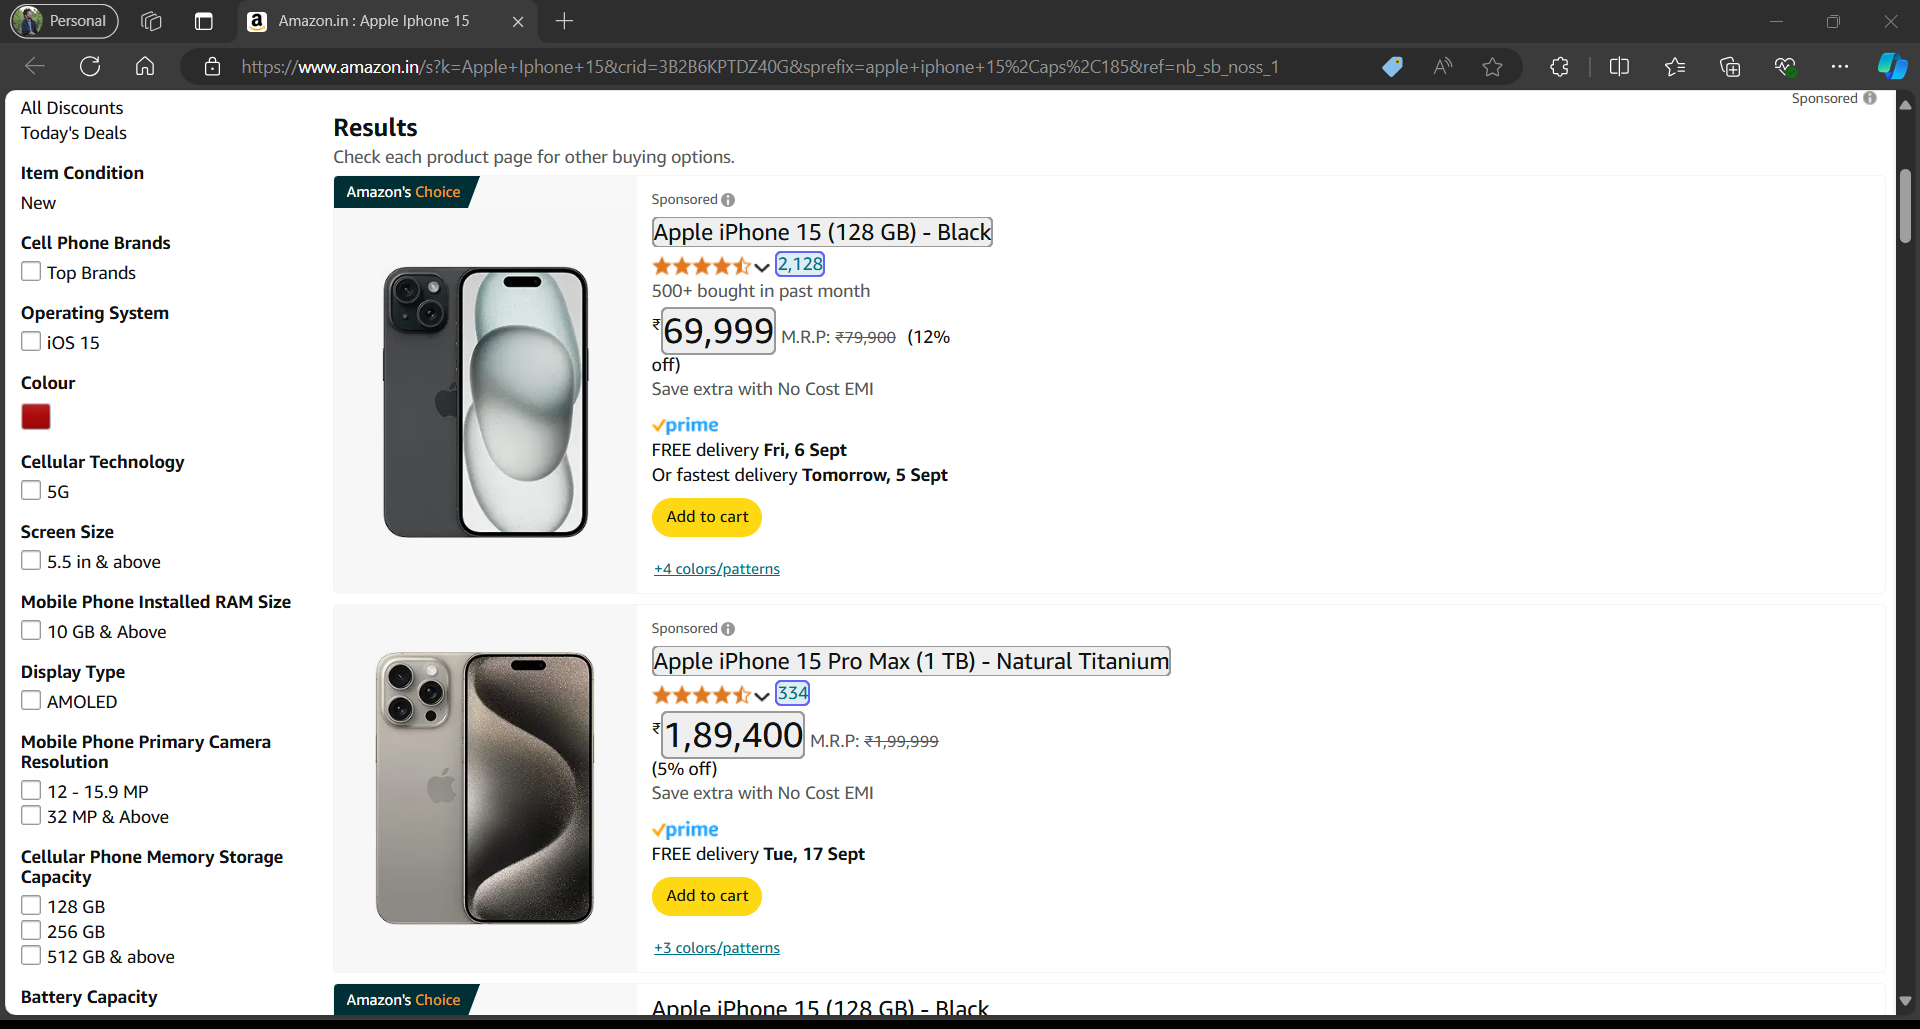 Personal
Amazon.in : Apple Iphone 15
https://www.amazon.in/s?k=Apple+Iphone+15&crid=3B2B6KPTDZ40G&sprefix=apple+iphone+15%2Caps%2C185&ref=nb_sb_noss_1
All Discounts
Today's Deals
Item Condition
New
Cell Phone Brands
Top Brands
Operating System
iOS 15
Colour
Cellular Technology
5G
Screen Size
5.5 in & above
Mobile Phone Installed RAM Size
10 GB & Above
Display Type
AMOLED
Mobile Phone Primary Camera
Resolution
12 - 15.9 MP
32 MP & Above
Cellular Phone Memory Storage
Capacity
128 GB
256 GB
512 GB & above
Battery Capacity
Sponsored
Results
Check each product page for other buying options.
Amazon's Choice
Sponsored
Apple iPhone 15 (128 GB) - Black
2,128
500+ bought in past month
₹69,999 M.R.P: ₹79,900 (12%
off)
Save extra with No Cost EMI
prime
FREE delivery Fri, 6 Sept
Or fastest delivery Tomorrow, 5 Sept
Add to cart
+4 colors/patterns
Sponsored
Apple iPhone 15 Pro Max (1 TB) - Natural Titanium
334
₹1,89,400 M.R.P: ₹1,99,999
(5% off)
Save extra with No Cost EMI
prime
FREE delivery Tue, 17 Sept
Add to cart
+3 colors/patterns
Amazon's Choice
Apple iPhone 15 (128 GB) - Black